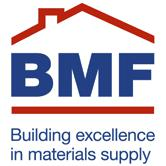 BMF
Building excellence
in materials supply